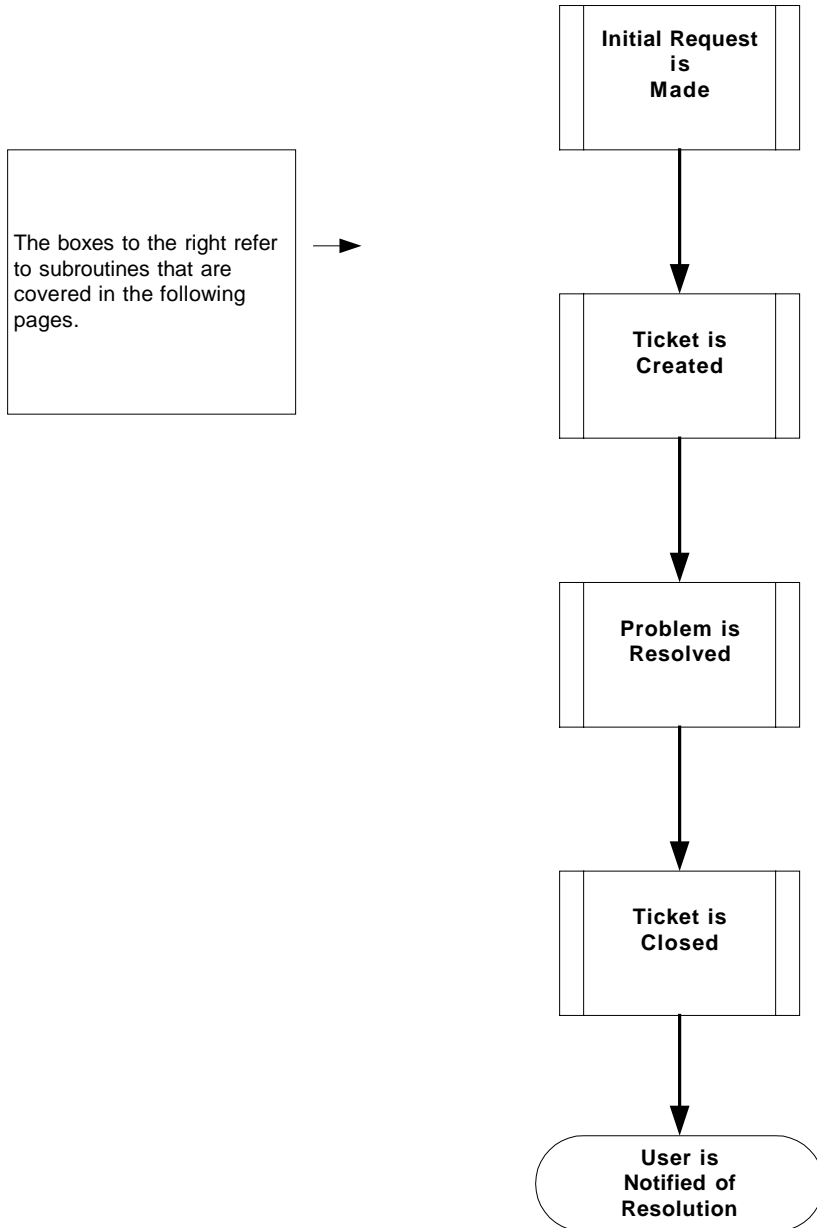 Initial Request
is
Made
The boxes to the right refer
to subroutines that are
covered in the following
pages.
Ticket is
Created
Problem is
Resolved
Ticket is
Closed
User is
Notified of
Resolution